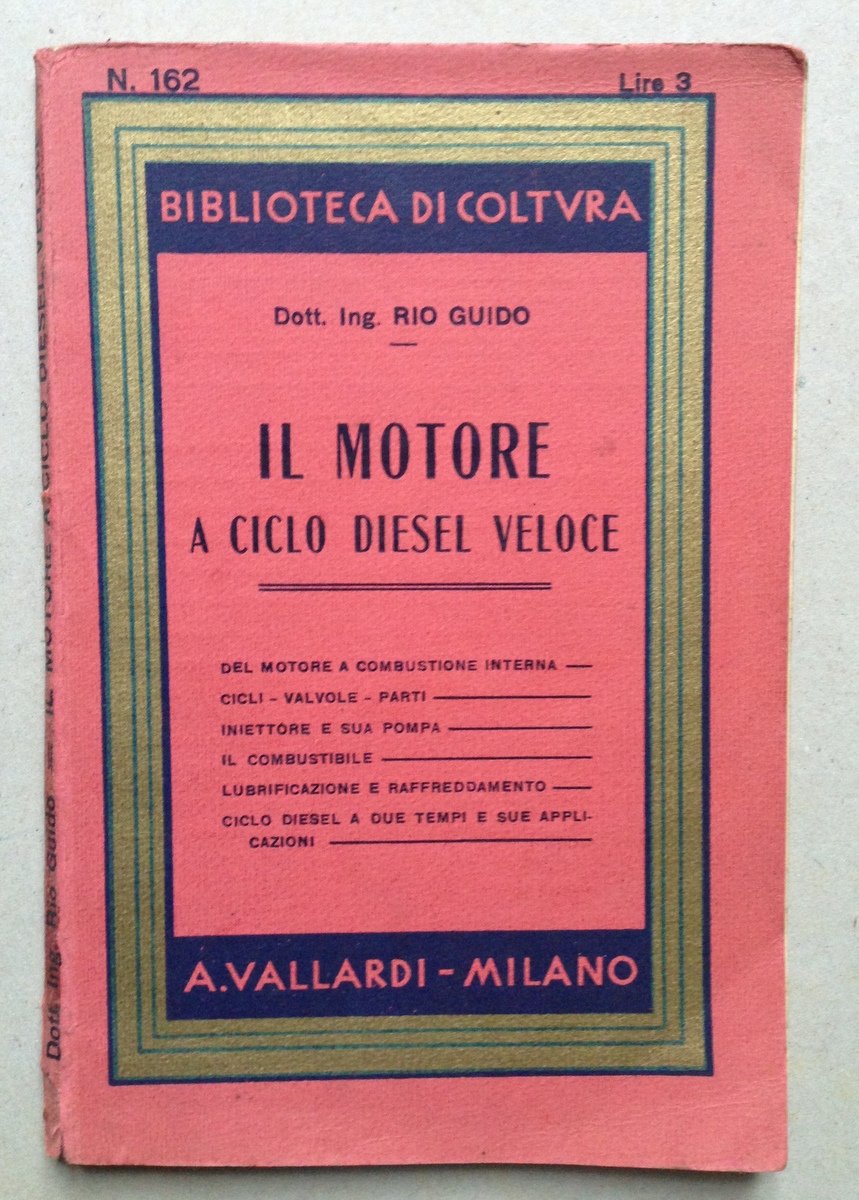 N. 162
Lire 3
BIBLIOTECA DI COLTVRA
Dott. Ing. RIO GUIDO
IL MOTORE
A CICLO DIESEL VELOCE
DEL MOTORE A COMBUSTIONE INTERNA
CICLI - VALVOLE - PARTI
INIETTORE E SUA POMPA
IL COMBUSTIBILE
LUBRIFICAZIONE E RAFFREDDAMENTO
CICLO DIESEL A DUE TEMPI E SUE APPLI-
CAZIONI
A. VALLARDI - MILANO
Dott. Ing. Rio Guido - IL MOTORE A CICLO DIESEL VELOCE